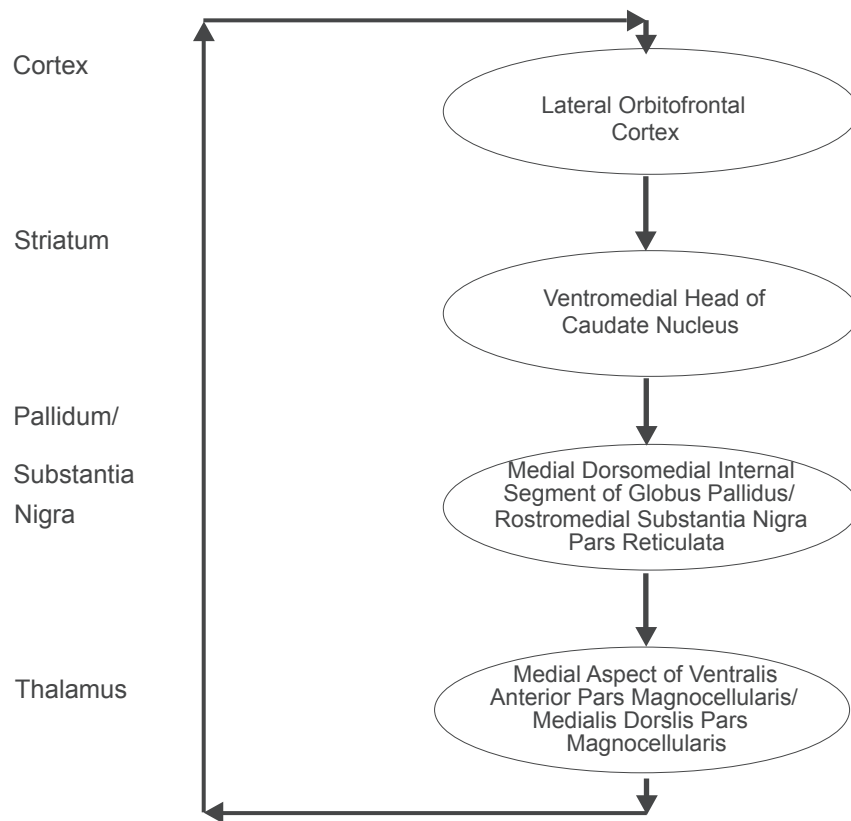 Cortex
Lateral Orbitofrontal
Cortex
Striatum
Ventromedial Head of
Caudate Nucleus
Pallidum/
Substantia
Nigra
Medial Dorsomedial Internal
Segment of Globus Pallidus/
Rostromedial Substantia Nigra
Pars Reticulata
Thalamus
Medial Aspect of Ventralis
Anterior Pars Magnocellularis/
Medialis Dorslis Pars
Magnocellularis